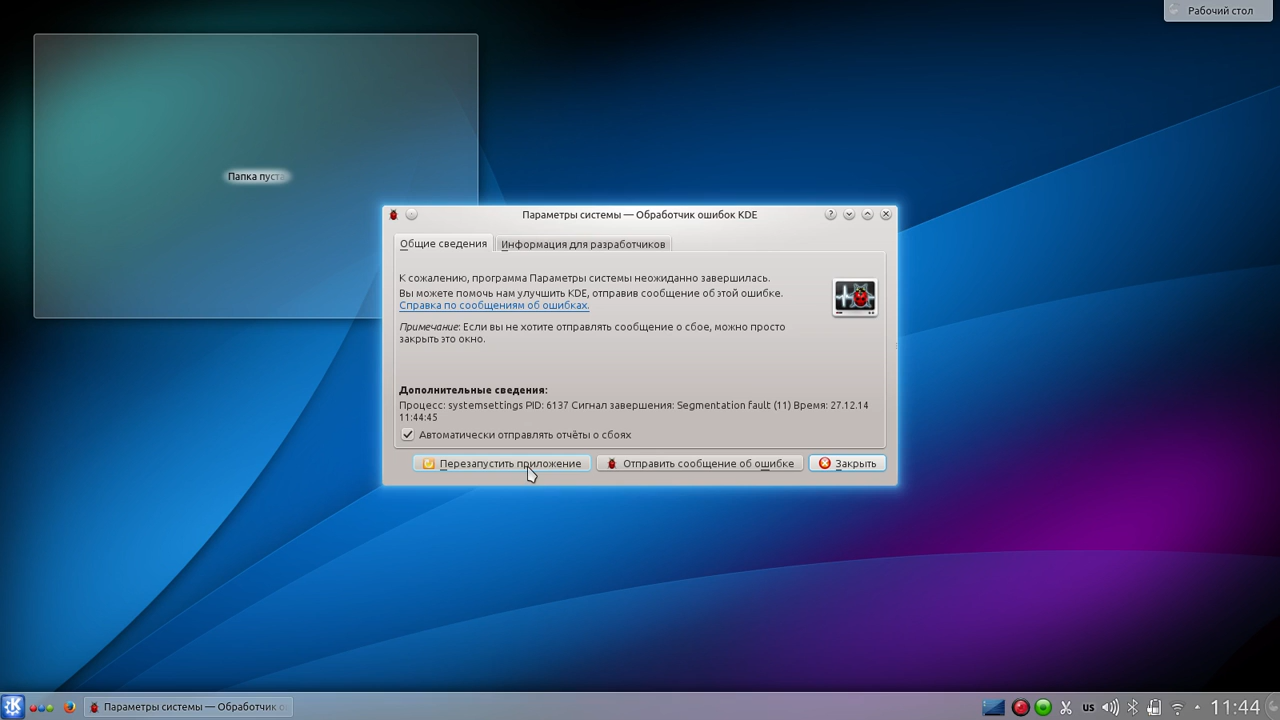 Рабочий стол
Папка пуста
Параметры системы — Обработчик ошибок KDE
Общие сведения
Информация для разработчиков
К сожалению, программа Параметры системы неожиданно завершилась.
Вы можете помочь нам улучшить KDE, отправив сообщение об этой ошибке.
Справка по сообщениям об ошибках.
Примечание: Если вы не хотите отправлять сообщение о сбое, можно просто
закрыть это окно.
Дополнительные сведения:
Процесс: systemsettings PID: 6137 Сигнал завершения: Segmentation fault (11) Время: 27.12.14
11:44:45
Автоматически отправлять отчёты о сбоях
Перезапустить приложение
Отправить сообщение об ошибке
Закрыть
Параметры системы — Обработчик о
us
11:44